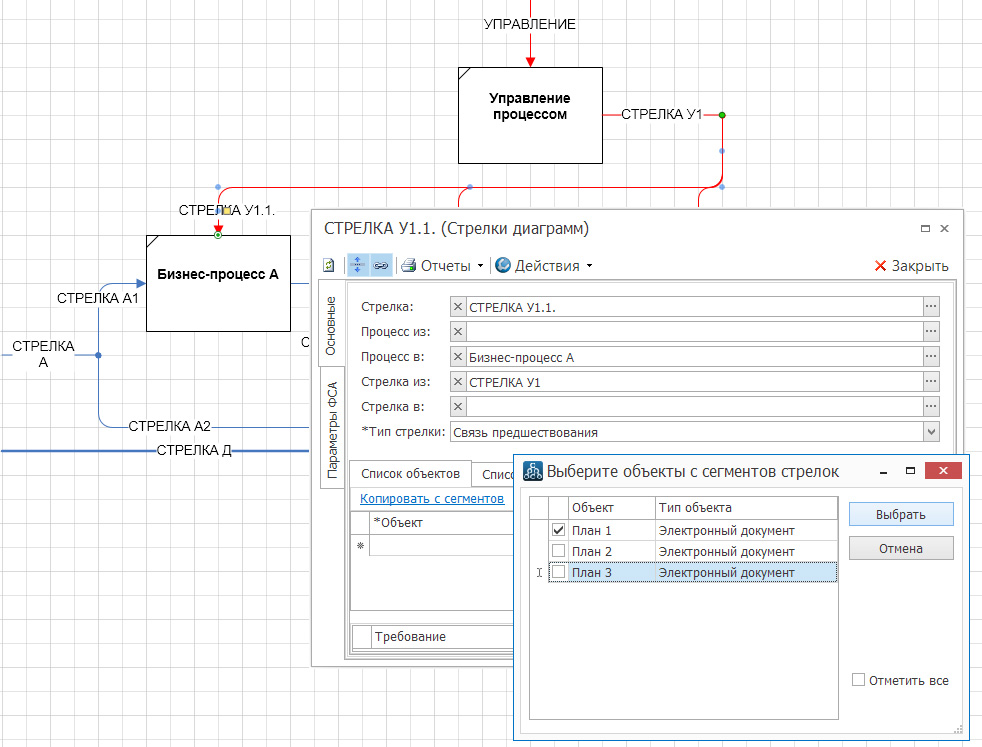 УПРАВЛЕНИЕ
Управление
процессом
СТРЕЛКА У1
СТРЕЛКА У1.1.
Бизнес-процесс А
СТРЕЛКА А1
СТРЕЛКА
А
СТРЕЛКА А2
СТРЕЛКА Д
С
СТРЕЛКА У1.1. (Стрелки диаграмм)
Отчеты
Действия
Закрыть
Основные
Параметры ФСА
Стрелка: СТРЕЛКА У1.1.
Процесс из:
Процесс в: Бизнес-процесс А
Стрелка из: СТРЕЛКА У1
Стрелка в:
*Тип стрелки: Связь предшествования
Список объектов Списо
Копировать с сегментов
*Объект
Требование
Выберите объекты с сегментов стрелок
Объект Тип объекта
План 1 Электронный документ
План 2 Электронный документ
План 3 Электронный документ
Выбрать
Отмена
Отметить все